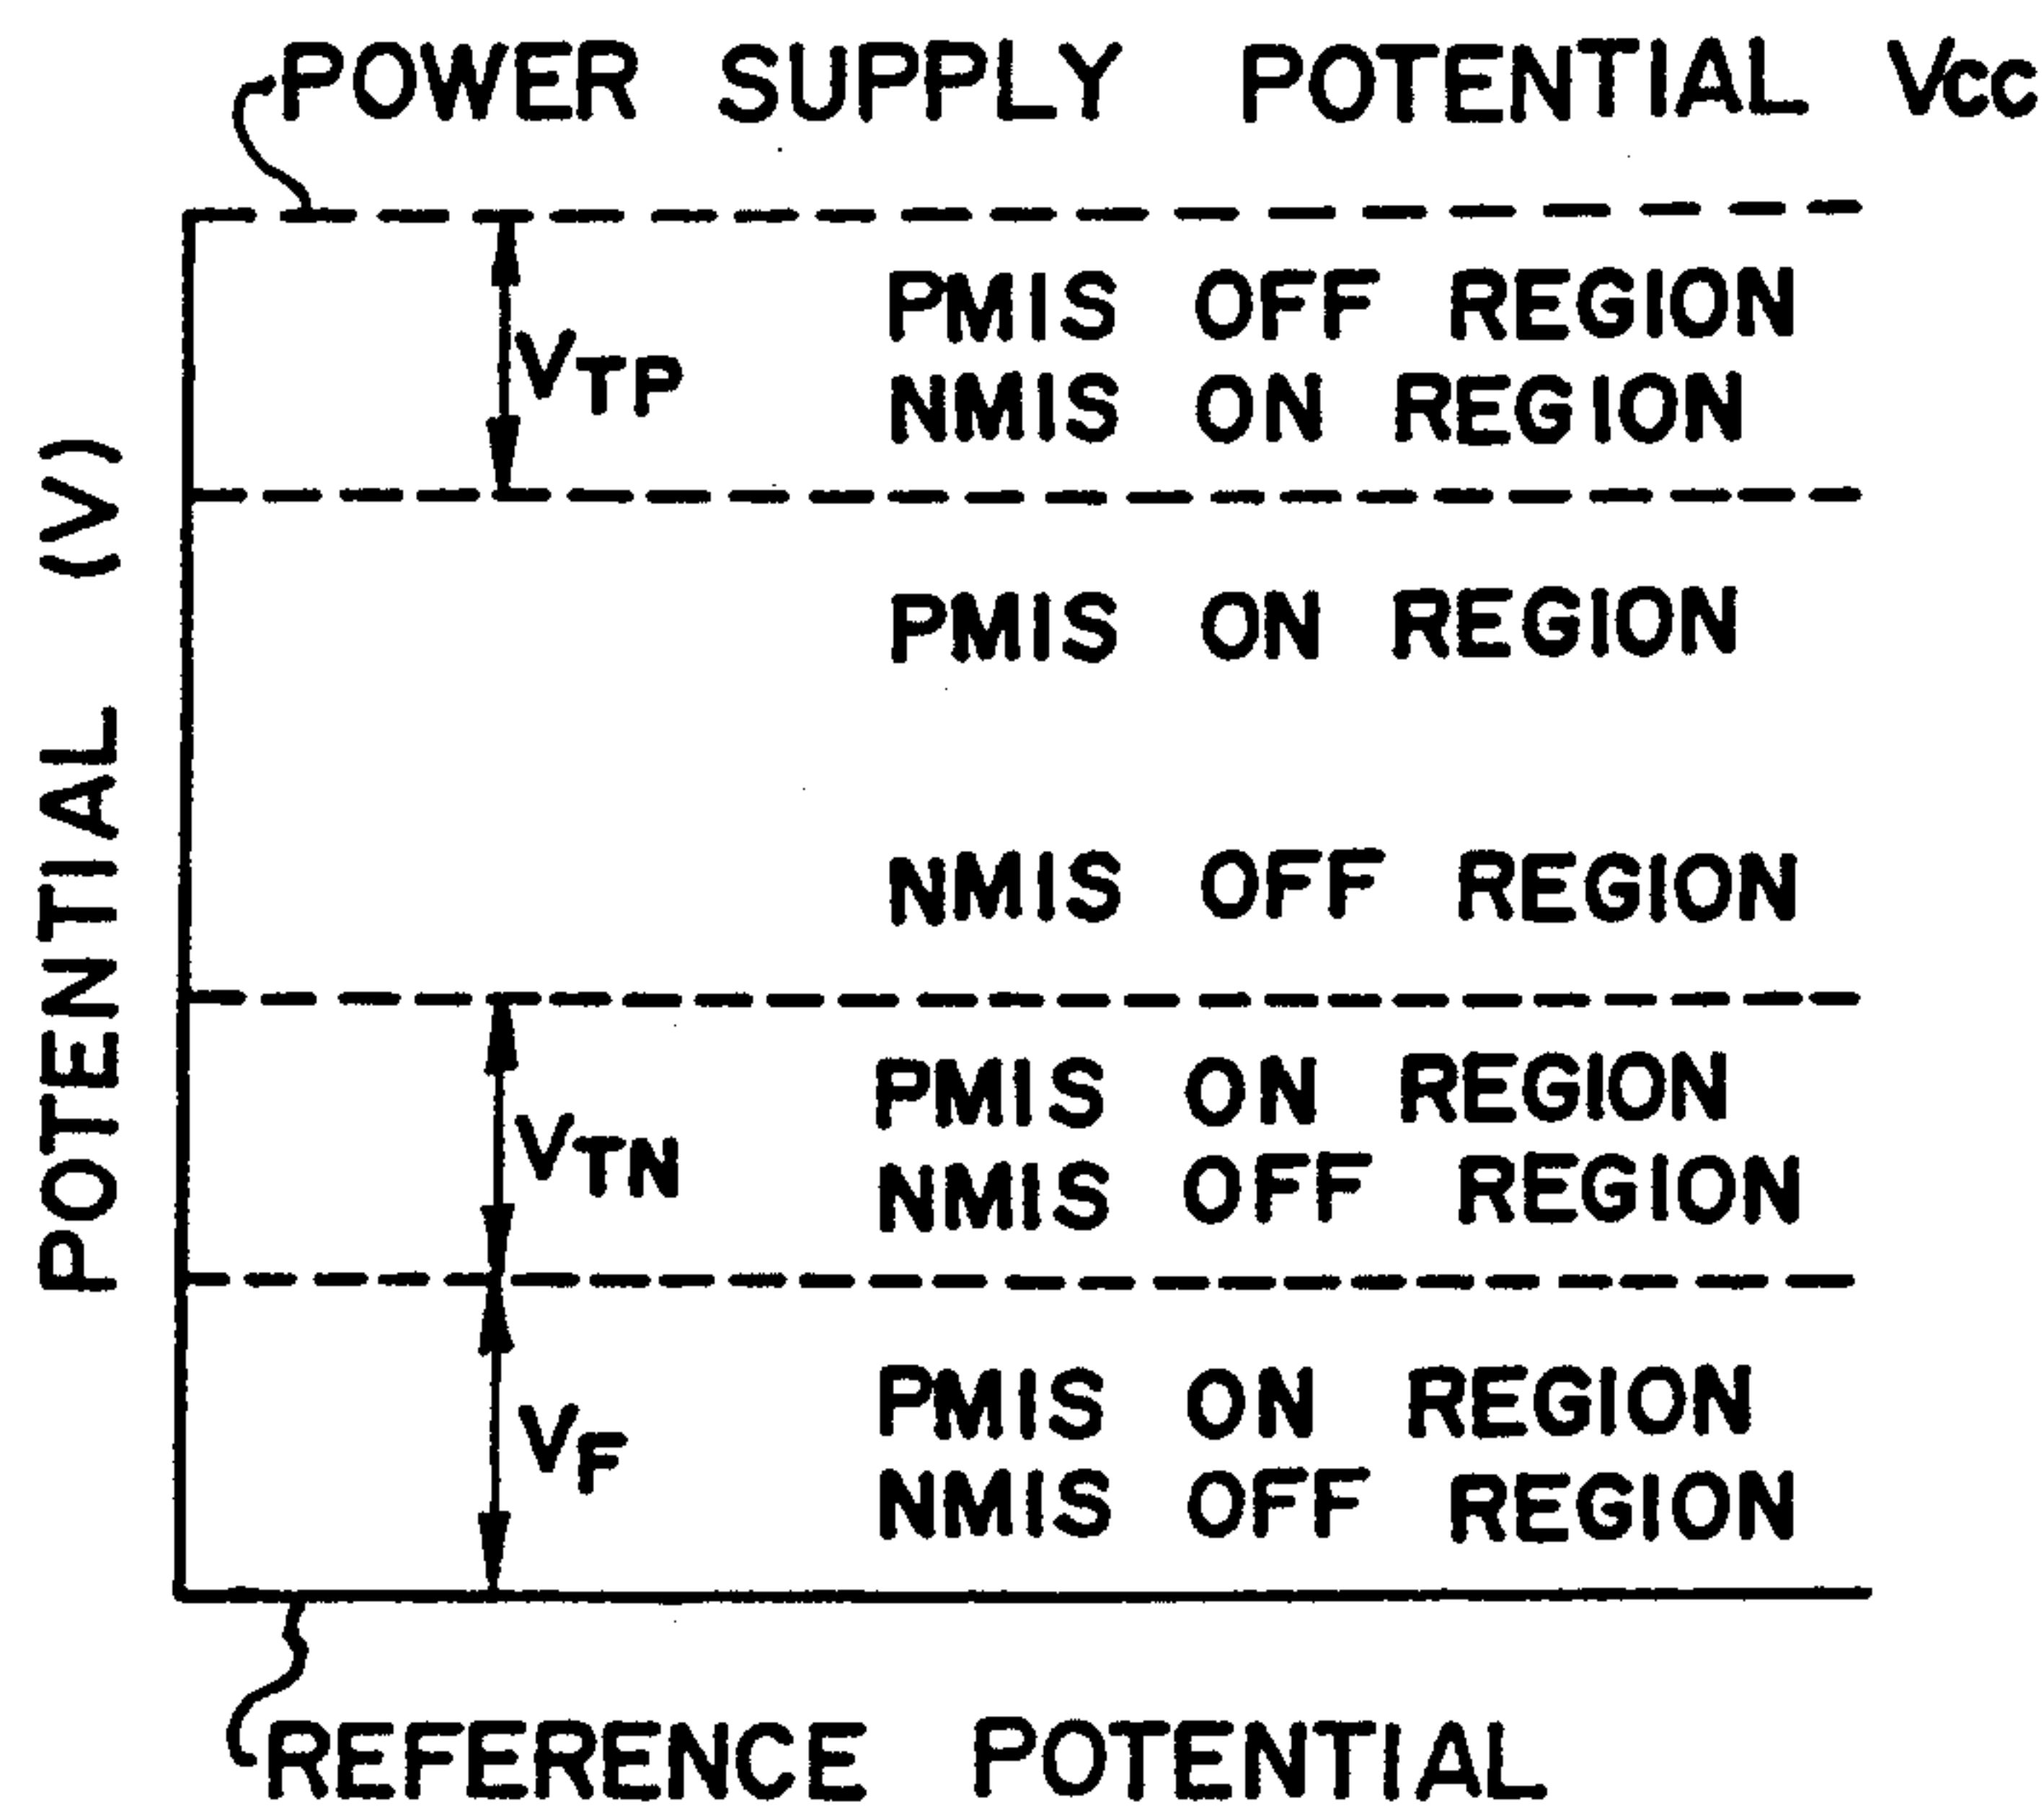 POWER SUPPLY POTENTIAL Vcc
PMIS OFF REGION
VTP
NMIS ON REGION
POTENTIAL (V)
PMIS ON REGION
NMIS OFF REGION
PMIS ON REGION
VTN
NMIS OFF REGION
PMIS ON REGION
VF
NMIS OFF REGION
REFERENCE POTENTIAL